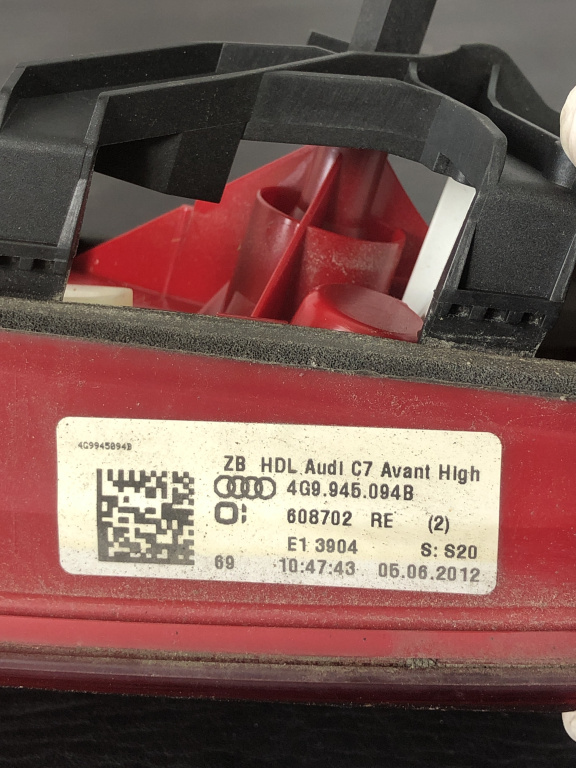 4G9945094B
ZB HDL Audi C7 Avant High
4G9.945.094B
608702 RE (2)
E1 3904 S: S20
69 10:47:43 05.06.2012